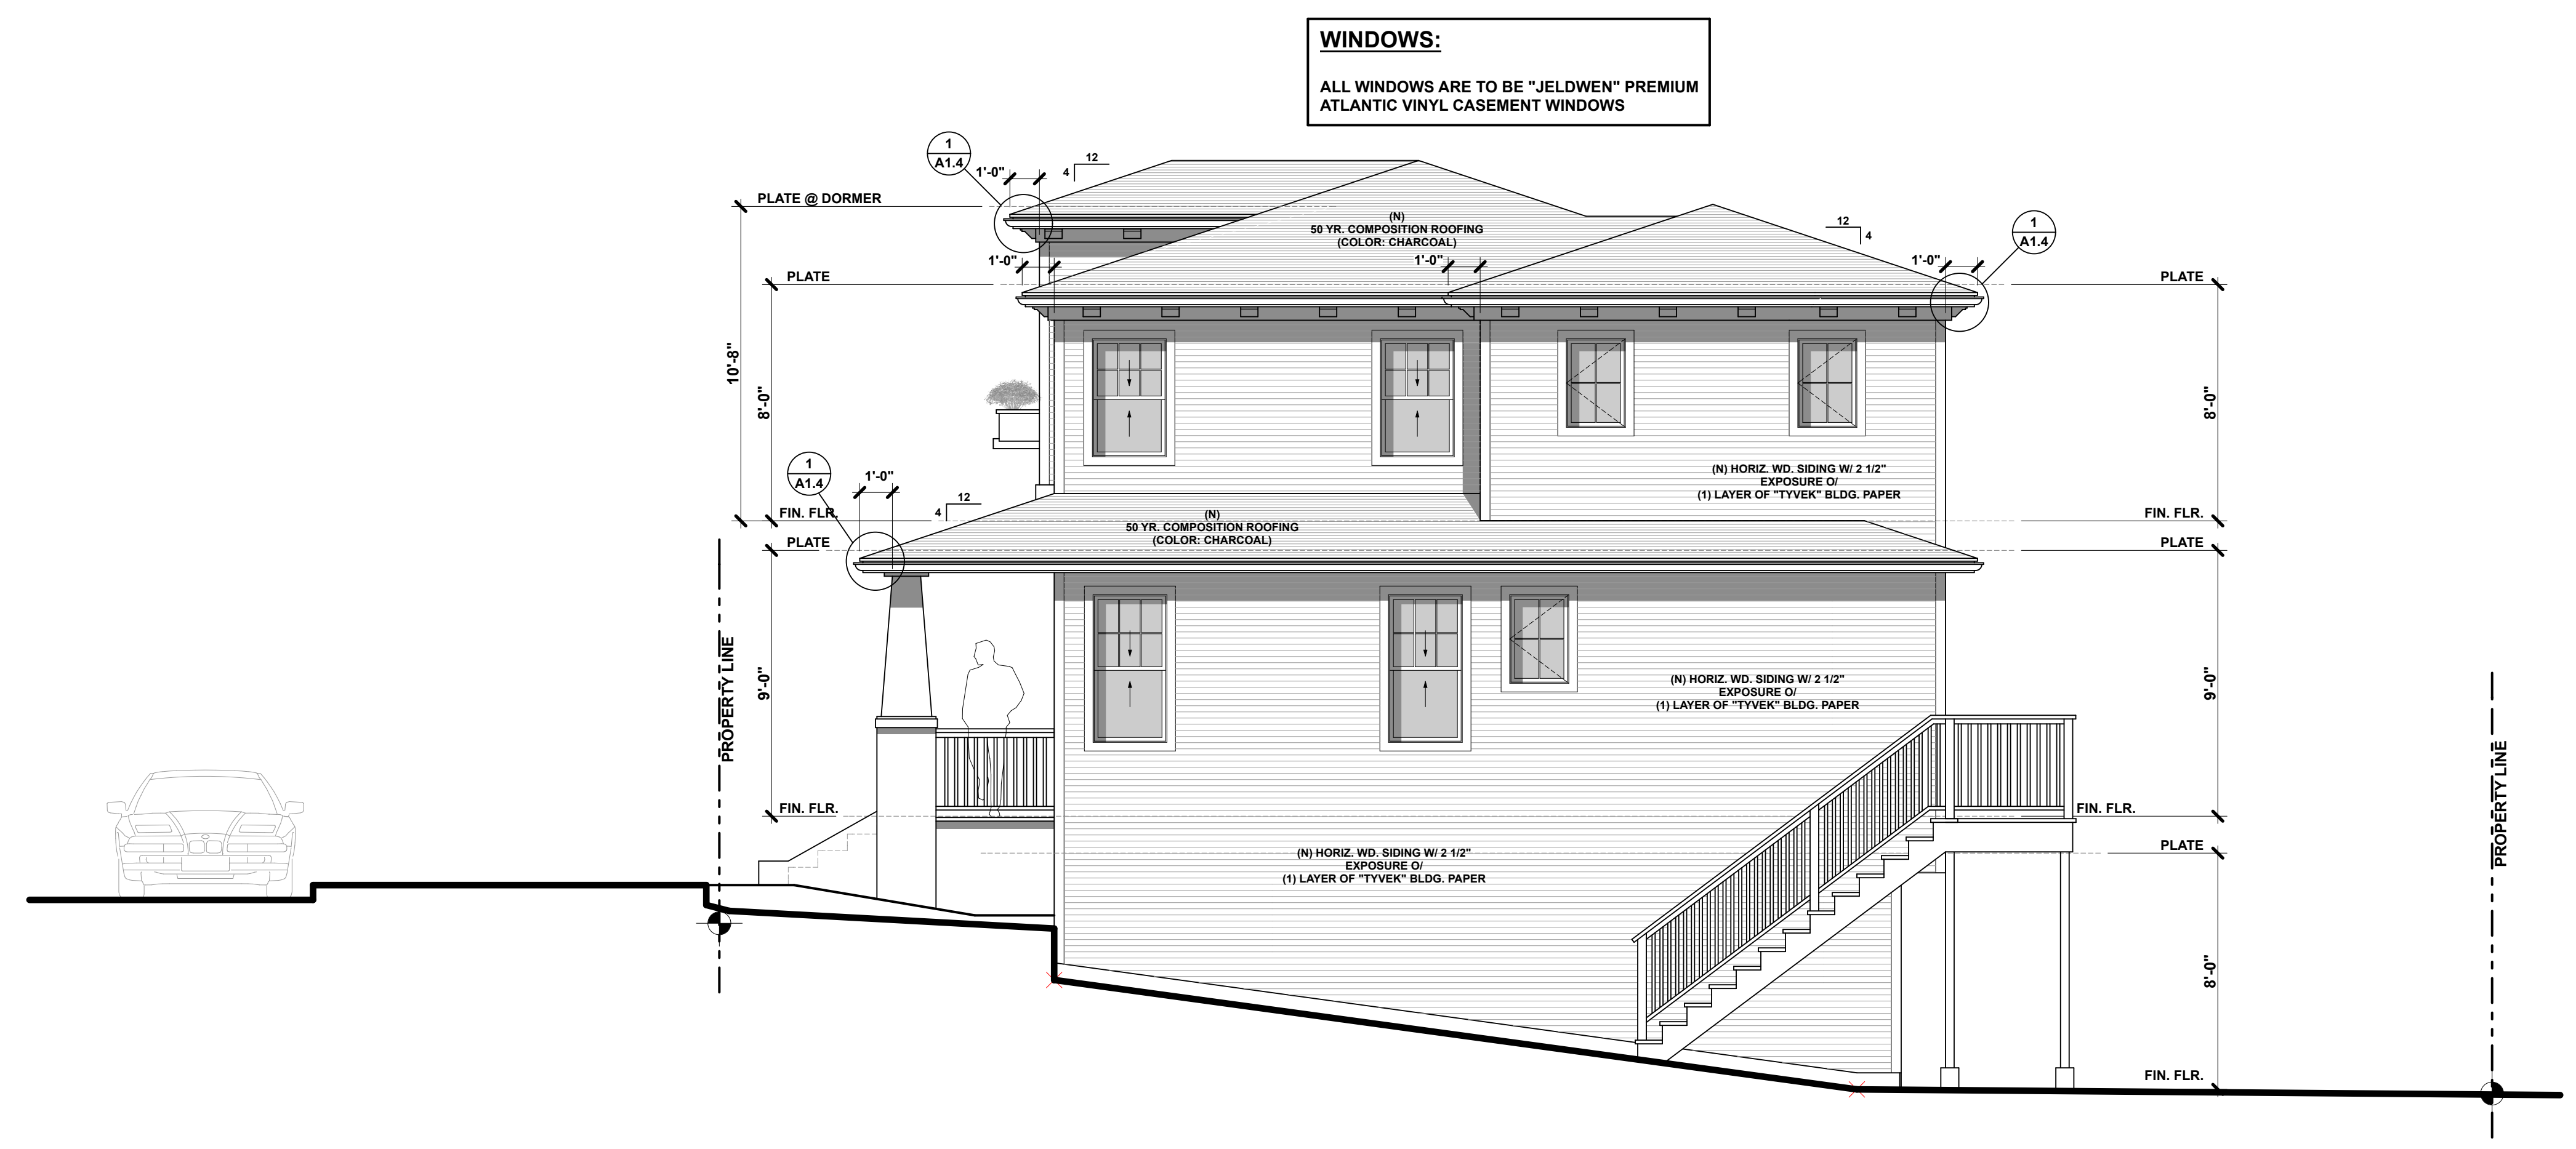 WINDOWS:
ALL WINDOWS ARE TO BE "JELDWEN" PREMIUM
ATLANTIC VINYL CASEMENT WINDOWS
1
A1.4
1'-0"
12
4
PLATE @ DORMER
(N)
50 YR. COMPOSITION ROOFING
(COLOR: CHARCOAL)
12
4
1
A1.4
1'-0"
1'-0"
1'-0"
PLATE
PLATE
10'-8"
8'-0"
8'-0"
1
A1.4
1'-0"
(N) HORIZ. WD. SIDING W/ 2 1/2"
EXPOSURE O/
(1) LAYER OF "TYVEK" BLDG. PAPER
12
4
FIN. FLR.
FIN. FLR.
(N)
50 YR. COMPOSITION ROOFING
(COLOR: CHARCOAL)
PLATE
PLATE
PROPERTY LINE
9'-0"
9'-0"
(N) HORIZ. WD. SIDING W/ 2 1/2"
EXPOSURE O/
(1) LAYER OF "TYVEK" BLDG. PAPER
PROPERTY LINE
FIN. FLR.
FIN. FLR.
PLATE
(N) HORIZ. WD. SIDING W/ 2 1/2"
EXPOSURE O/
(1) LAYER OF "TYVEK" BLDG. PAPER
8'-0"
FIN. FLR.